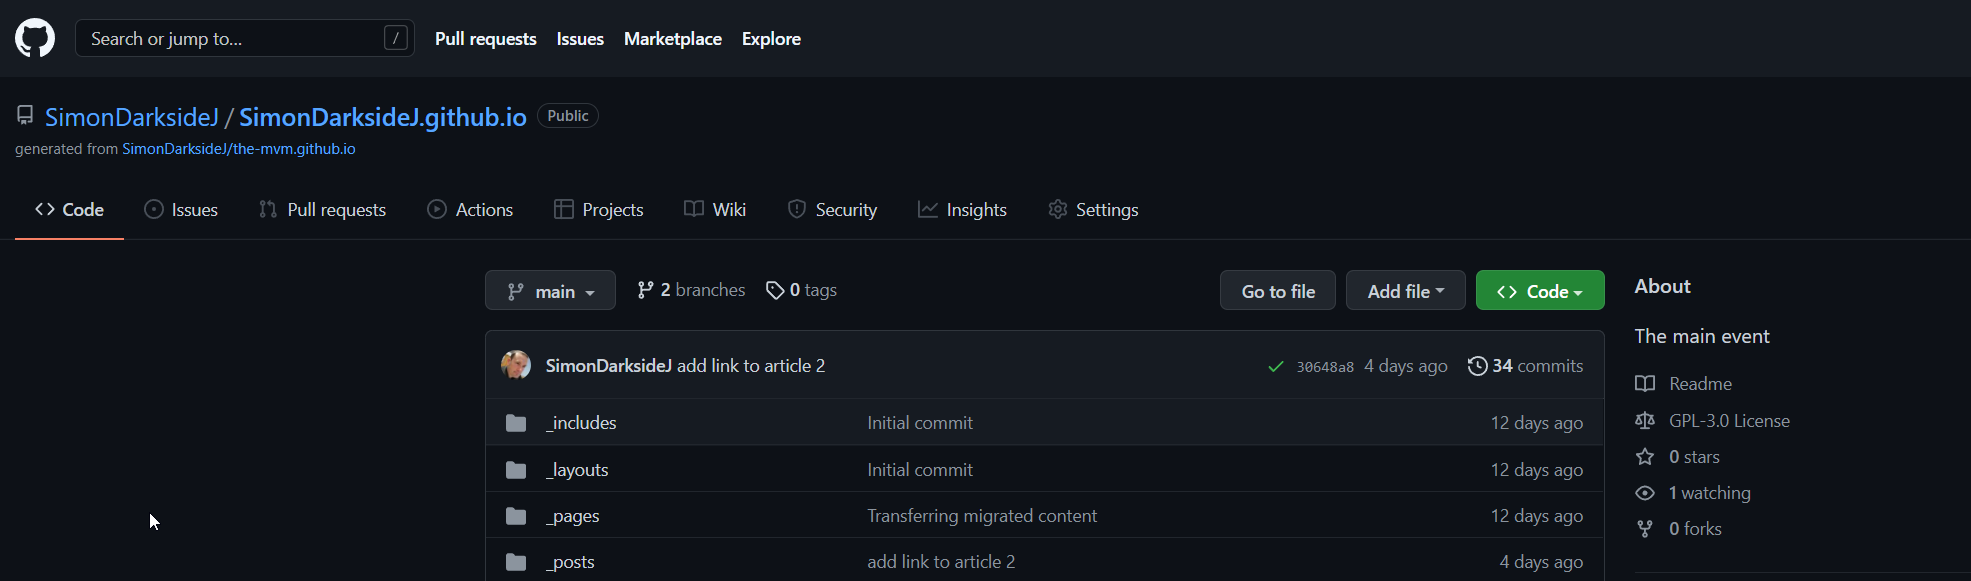 Search or jump to... /
Pull requests Issues Marketplace Explore
SimonDarksideJ / SimonDarksideJ.github.io Public
generated from SimonDarksideJ/the-mvm.github.io
Code Issues Pull requests Actions Projects Wiki Security Insights Settings
main 2 branches 0 tags Go to file Add file Code
SimonDarksideJ add link to article 2 30648a8 4 days ago 34 commits
_includes Initial commit 12 days ago
_layouts Initial commit 12 days ago
_pages Transferring migrated content 12 days ago
_posts add link to article 2 4 days ago
About
The main event
Readme
GPL-3.0 License
0 stars
1 watching
0 forks